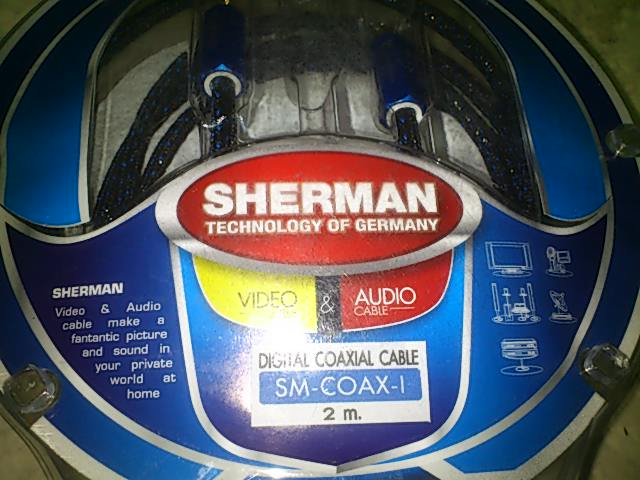 SHERMAN
TECHNOLOGY OF GERMANY
VIDEO
&
AUDIO
CABLE
SHERMAN
Video & Audio
cable make a
fantantic picture
and sound in
your private
world at
home
DIGITAL COAXIAL CABLE
SM-COAX-1
2 m.